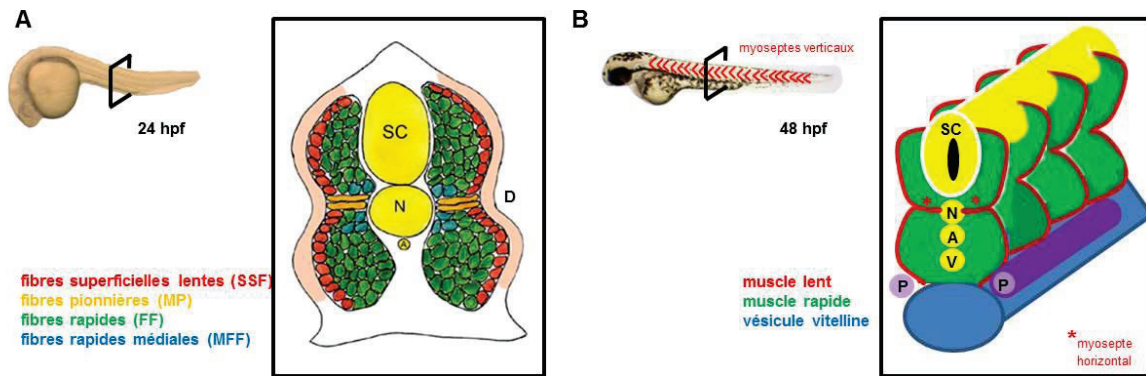 A
24 hpf
SC
N
A
D
fibres superficielles lentes (SSF)
fibres pionnières (MP)
fibres rapides (FF)
fibres rapides médiales (MFF)
B
myoseptes verticaux
48 hpf
SC
N
A
V
P
P
muscle lent
muscle rapide
vésicule vitelline
* myosepte
horizontal